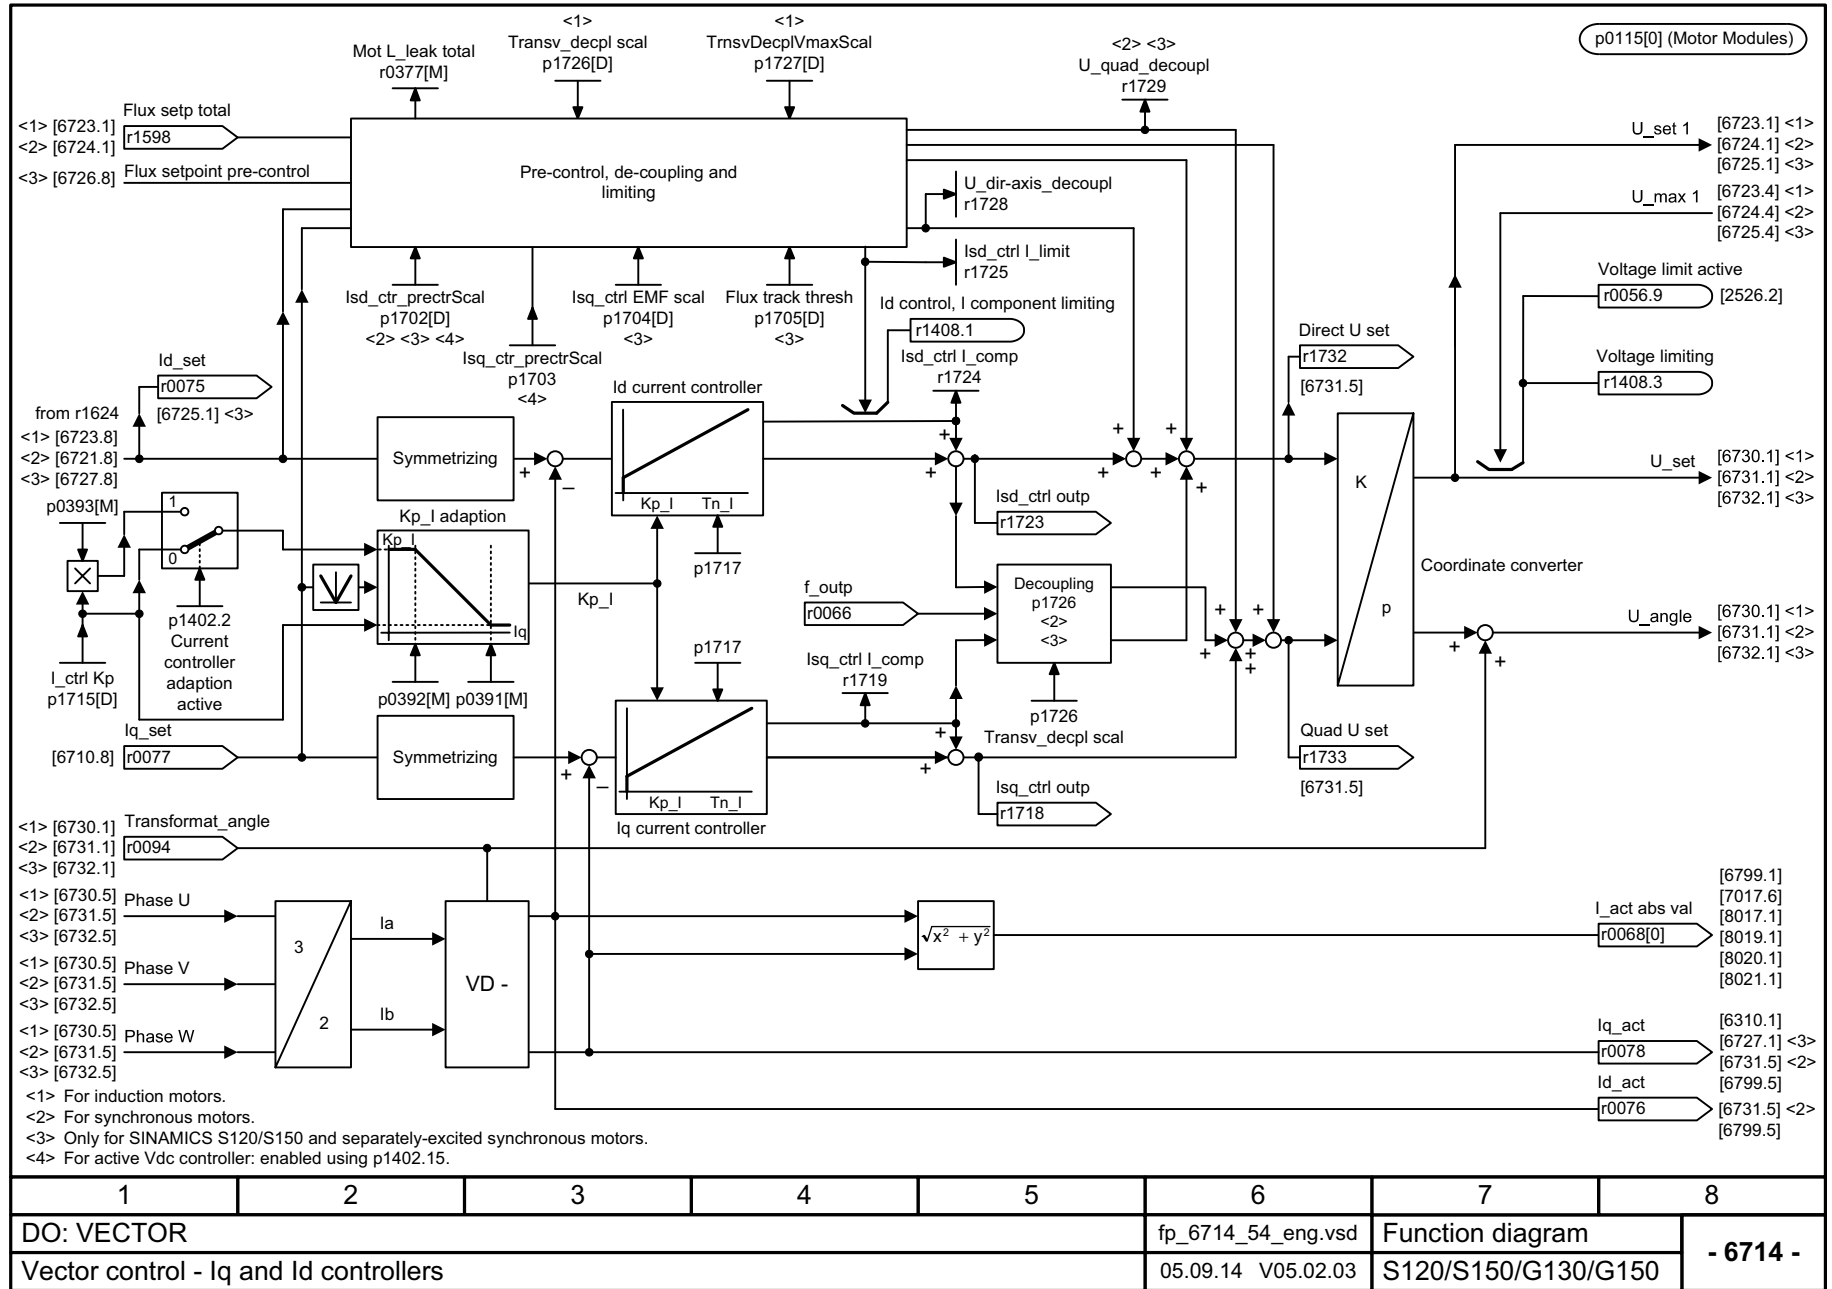 <1>
Transv_decpl scal
p1726[D]
<1>
TrnsvDecplVmaxScal
p1727[D]
Mot L_leak total
r0377[M]
<2> <3>
U_quad_decoupl
r1729
p0115[0] (Motor Modules)
Flux setp total
<1> [6723.1]
<2> [6724.1]
r1598
<3> [6726.8]
Flux setpoint pre-control
Pre-control, de-coupling and
limiting
U_dir-axis_decoupl
r1728
Isd_ctrl I_limit
r1725
U_set 1
[6723.1] <1>
[6724.1] <2>
[6725.1] <3>
U_max 1
[6723.4] <1>
[6724.4] <2>
[6725.4] <3>
Isd_ctr_prectrScal
p1702[D]
<2> <3> <4>
Isq_ctr_prectrScal
p1703
<4>
Isq_ctrl EMF scal
p1704[D]
<3>
Flux track thresh
p1705[D]
<3>
Id control, I component limiting
r1408.1
Isd_ctrl I_comp
r1724
Voltage limit active
r0056.9
[2526.2]
Voltage limiting
r1408.3
Direct U set
r1732
[6731.5]
Id_set
r0075
[6725.1] <3>
from r1624
<1> [6723.8]
<2> [6721.8]
<3> [6727.8]
Symmetrizing
+
–
Id current controller
Kp_I
Tn_I
p1717
+
+
Isd_ctrl outp
r1723
+
+
+
+
+
K
p
Coordinate converter
U_set
[6730.1] <1>
[6731.1] <2>
[6732.1] <3>
p0393[M]
1
0
p1402.2
Current
controller
adaption
active
I_ctrl Kp
p1715[D]
Kp_I adaption
Kp_I
Iq
p0392[M]
p0391[M]
Kp_I
f_outp
r0066
Decoupling
p1726
<2>
<3>
p1726
Transv_decpl scal
+
+
+
+
+
+
U_angle
[6730.1] <1>
[6731.1] <2>
[6732.1] <3>
+
+
p1717
Isq_ctrl I_comp
r1719
Iq_set
[6710.8]
r0077
Symmetrizing
+
–
Kp_I
Tn_I
Iq current controller
+
+
Isq_ctrl outp
r1718
Quad U set
r1733
[6731.5]
Transformat_angle
<1> [6730.1]
<2> [6731.1]
<3> [6732.1]
r0094
<1> [6730.5]
<2> [6731.5]
<3> [6732.5]
Phase U
<1> [6730.5]
<2> [6731.5]
<3> [6732.5]
Phase V
<1> [6730.5]
<2> [6731.5]
<3> [6732.5]
Phase W
3
2
Ia
Ib
VD -
√x² + y²
I_act abs val
r0068[0]
[6799.1]
[7017.6]
[8017.1]
[8019.1]
[8020.1]
[8021.1]
Iq_act
r0078
[6310.1]
[6727.1] <3>
[6731.5] <2>
[6799.5]
Id_act
r0076
[6731.5] <2>
[6799.5]
<1> For induction motors.
<2> For synchronous motors.
<3> Only for SINAMICS S120/S150 and separately-excited synchronous motors.
<4> For active Vdc controller: enabled using p1402.15.
1 2 3 4 5 6 7 8
DO: VECTOR
fp_6714_54_eng.vsd
Function diagram
- 6714 -
Vector control - Iq and Id controllers
05.09.14 V05.02.03
S120/S150/G130/G150